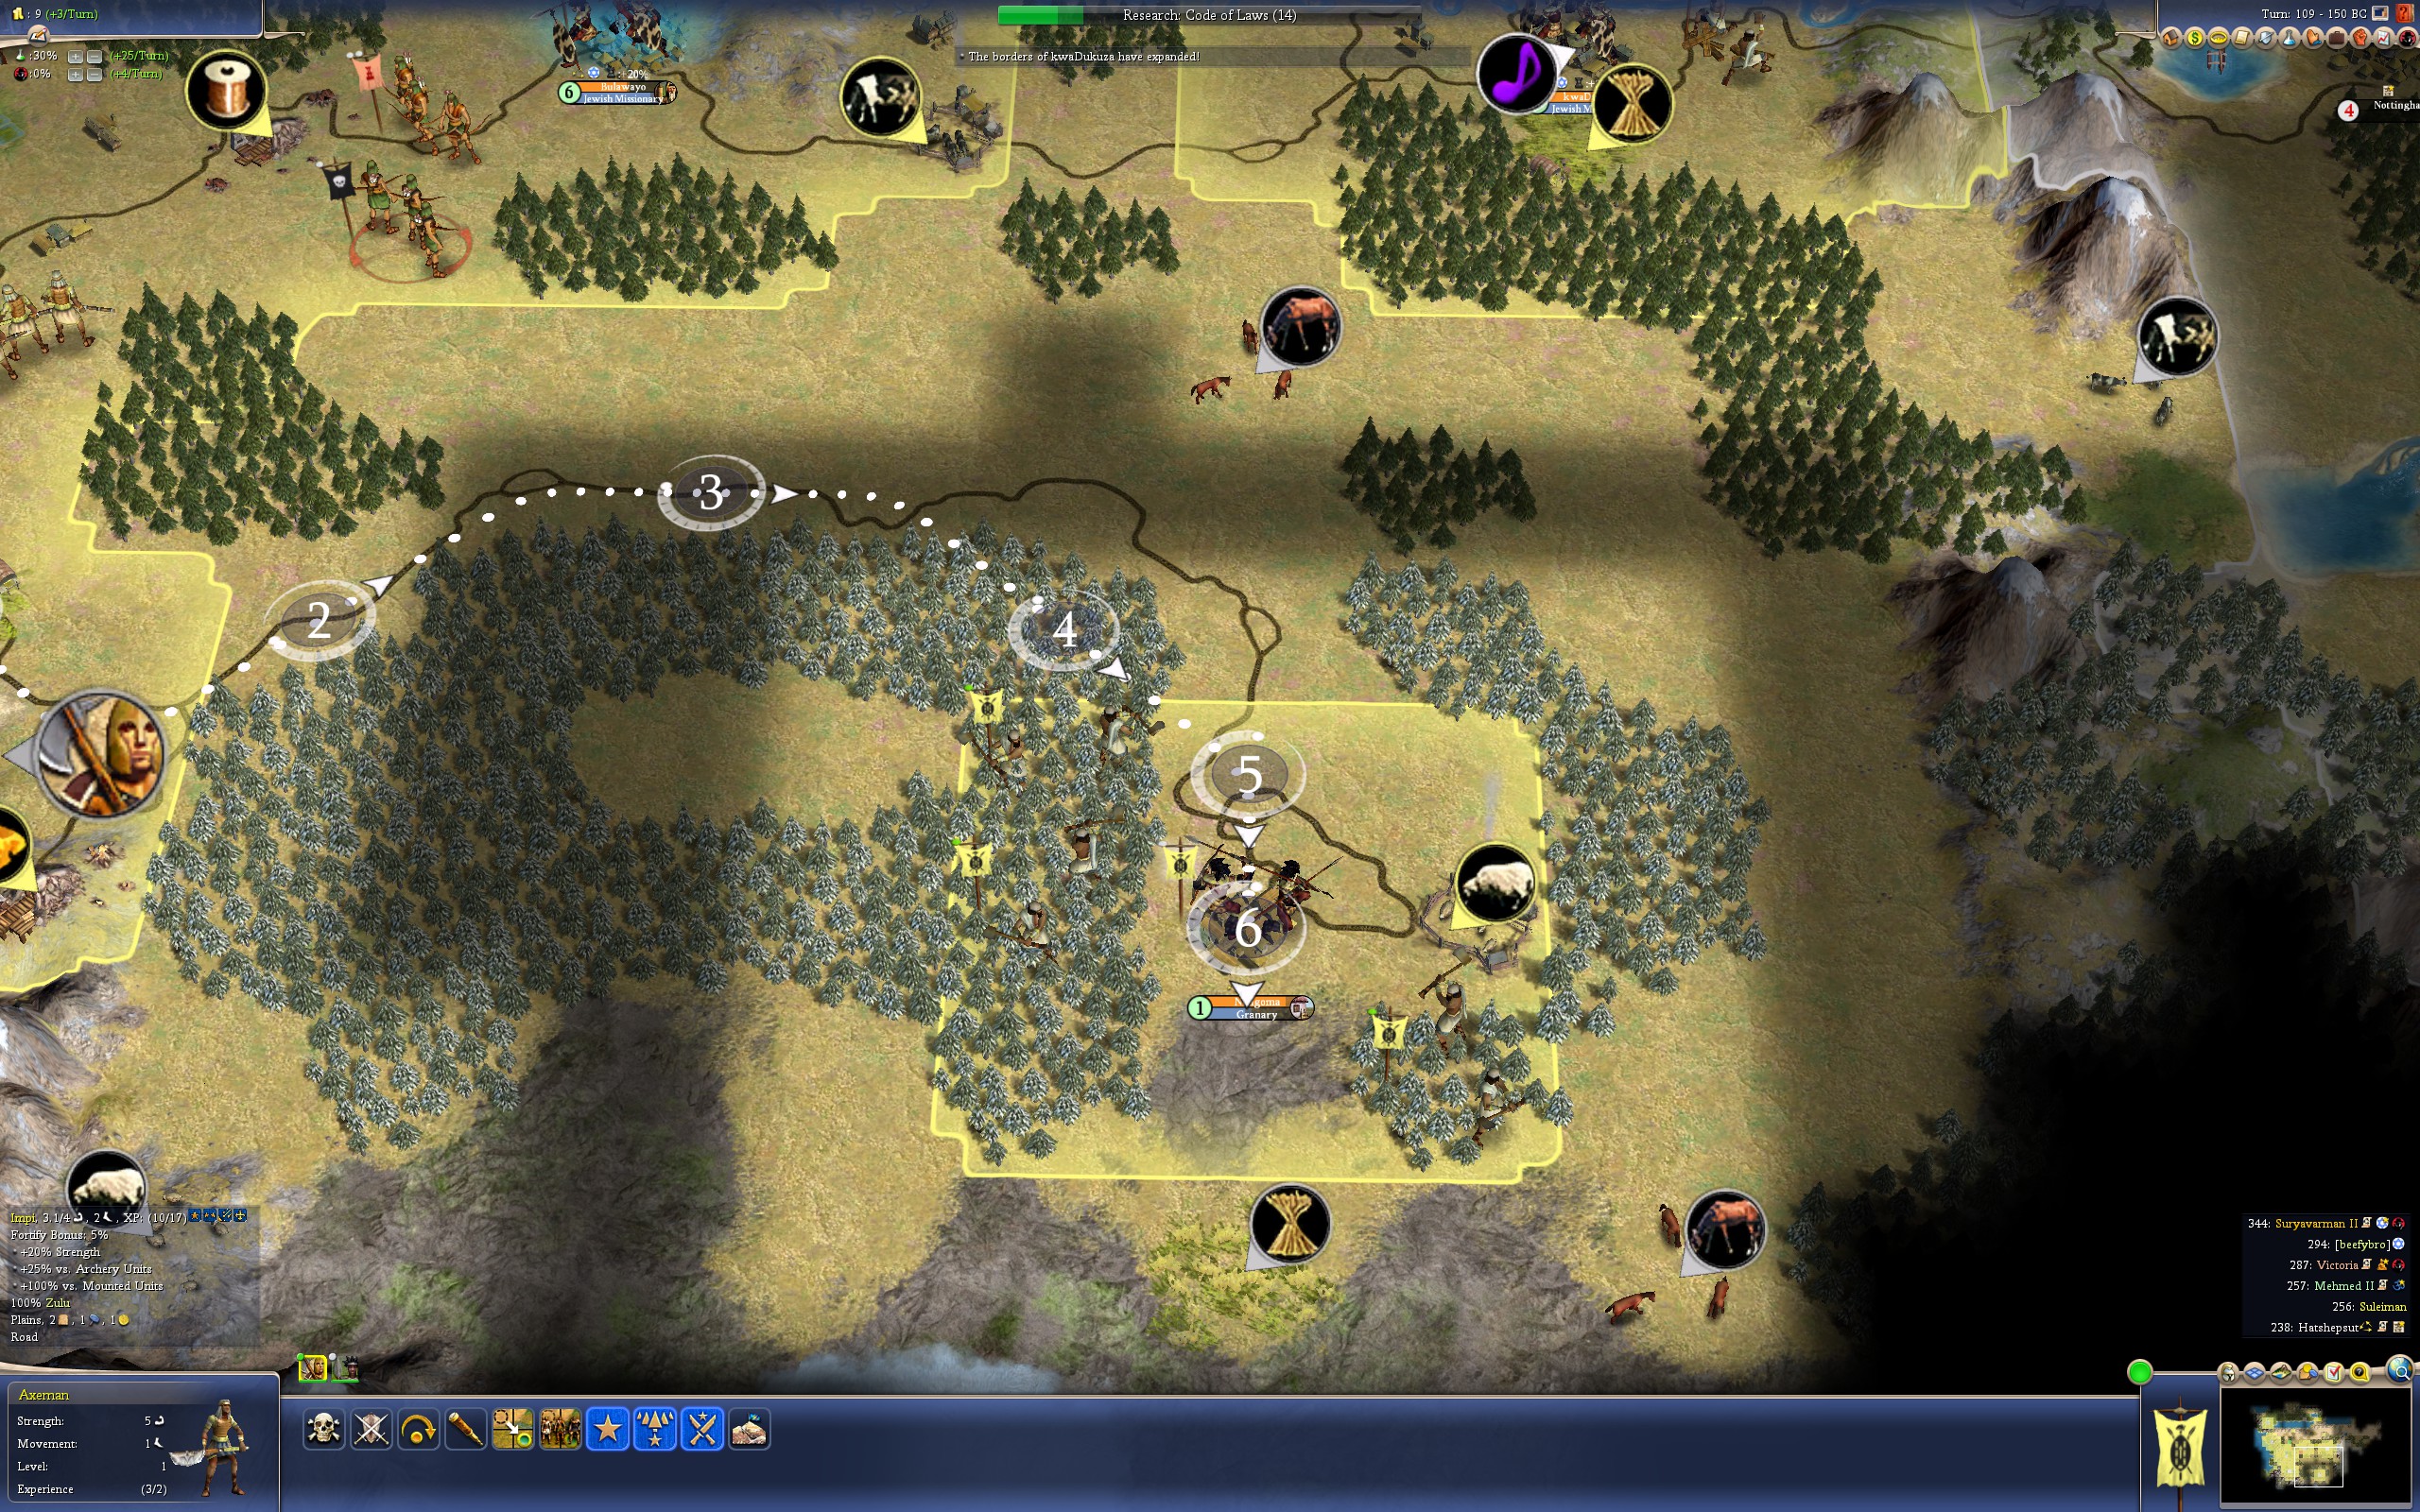 : 9 (+3/Turn)
Research: Code of Laws (14)
Turn: 109 - 150 BC
:30% (+25/Turn)
:0% (+4/Turn)
The borders of kwaDukuza have expanded!
: +20%
6 Bulawayo
Jewish Missionary
Jewish M
4
2
3
4
5
6
1
Granary
Impi, 3.1/4 , 2 , XP: (10/17)
Fortify Bonus: 5%
+20% Strength
+25% vs. Archery Units
+100% vs. Mounted Units
100% Zulu
Plains, 2 , 1 , 1
Road
344: Suryavarman II
294: [beefybro]
287: Victoria
257: Mehmed II
256: Suleiman
238: Hatshepsut
Axeman
Strength: 5
Movement: 1
Level: 1
Experience (3/2)